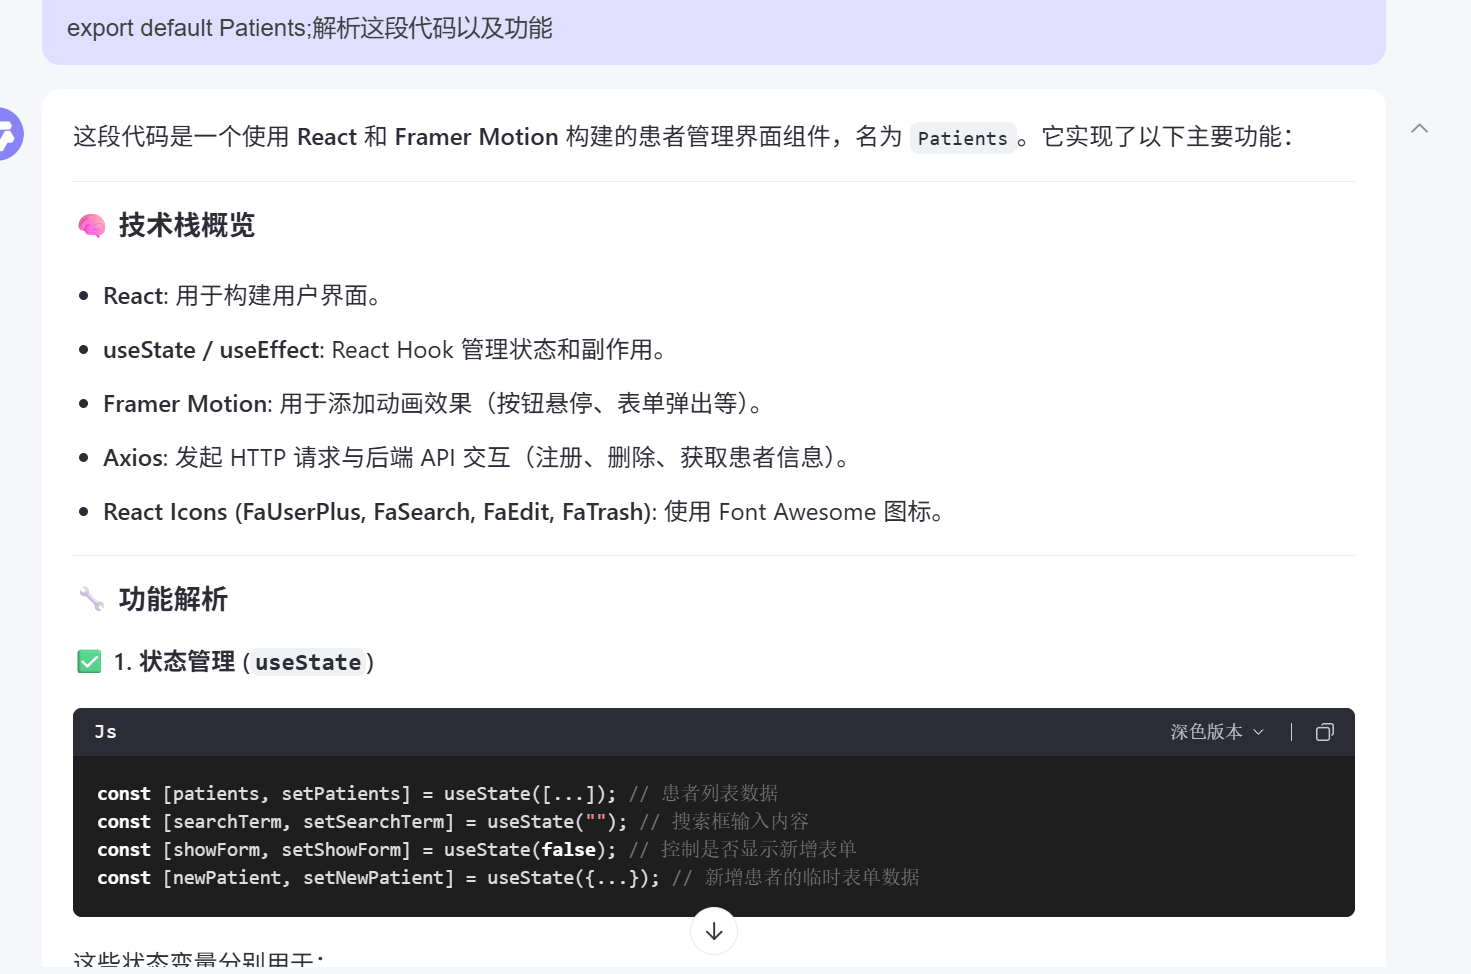 export default Patients;解析这段代码以及功能
这段代码是一个使用 React 和 Framer Motion 构建的患者管理界面组件，名为 Patients 。它实现了以下主要功能：
技术栈概览
React: 用于构建用户界面。
useState / useEffect: React Hook 管理状态和副作用。
Framer Motion: 用于添加动画效果（按钮悬停、表单弹出等）。
Axios: 发起 HTTP 请求与后端 API 交互（注册、删除、获取患者信息）。
React Icons (FaUserPlus, FaSearch, FaEdit, FaTrash): 使用 Font Awesome 图标。
功能解析
1. 状态管理 (useState)
Js 深色版本
const [patients, setPatients] = useState([...]); // 患者列表数据
const [searchTerm, setSearchTerm] = useState(""); // 搜索框输入内容
const [showForm, setShowForm] = useState(false); // 控制是否显示新增表单
const [newPatient, setNewPatient] = useState({...}); // 新增患者的临时表单数据
这些状态变量分别用于：